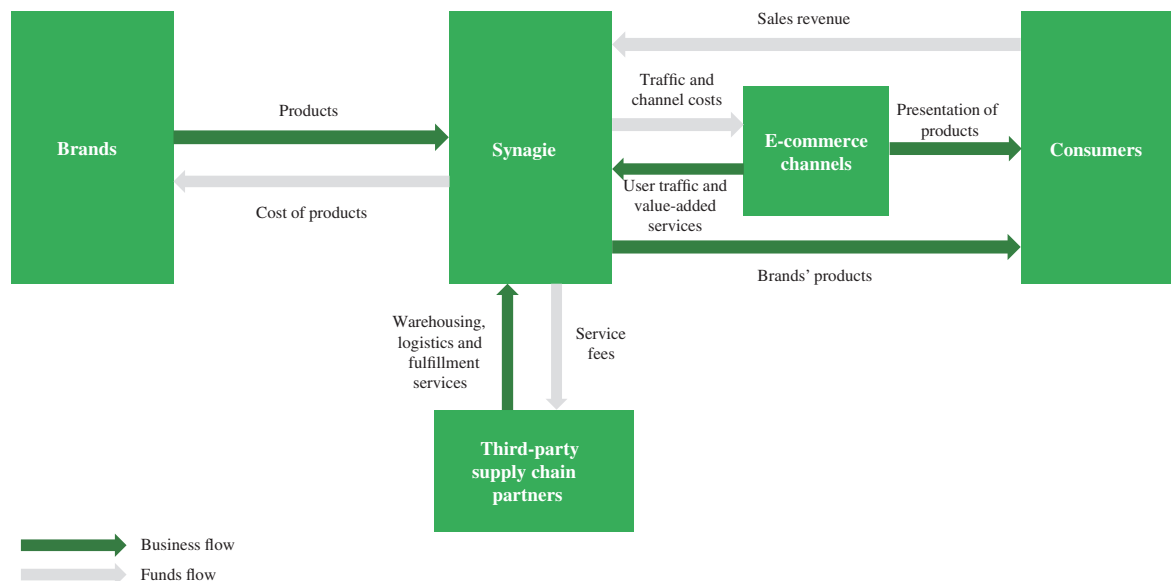 Sales revenue
Traffic and
channel costs
Products
Presentation of
products
Brands
Synagie
E-commerce
channels
Consumers
Cost of products
User traffic and
value-added
services
Brands’ products
Warehousing,
logistics and
fulfillment
services
Service
fees
Third-party
supply chain
partners
Business flow
Funds flow